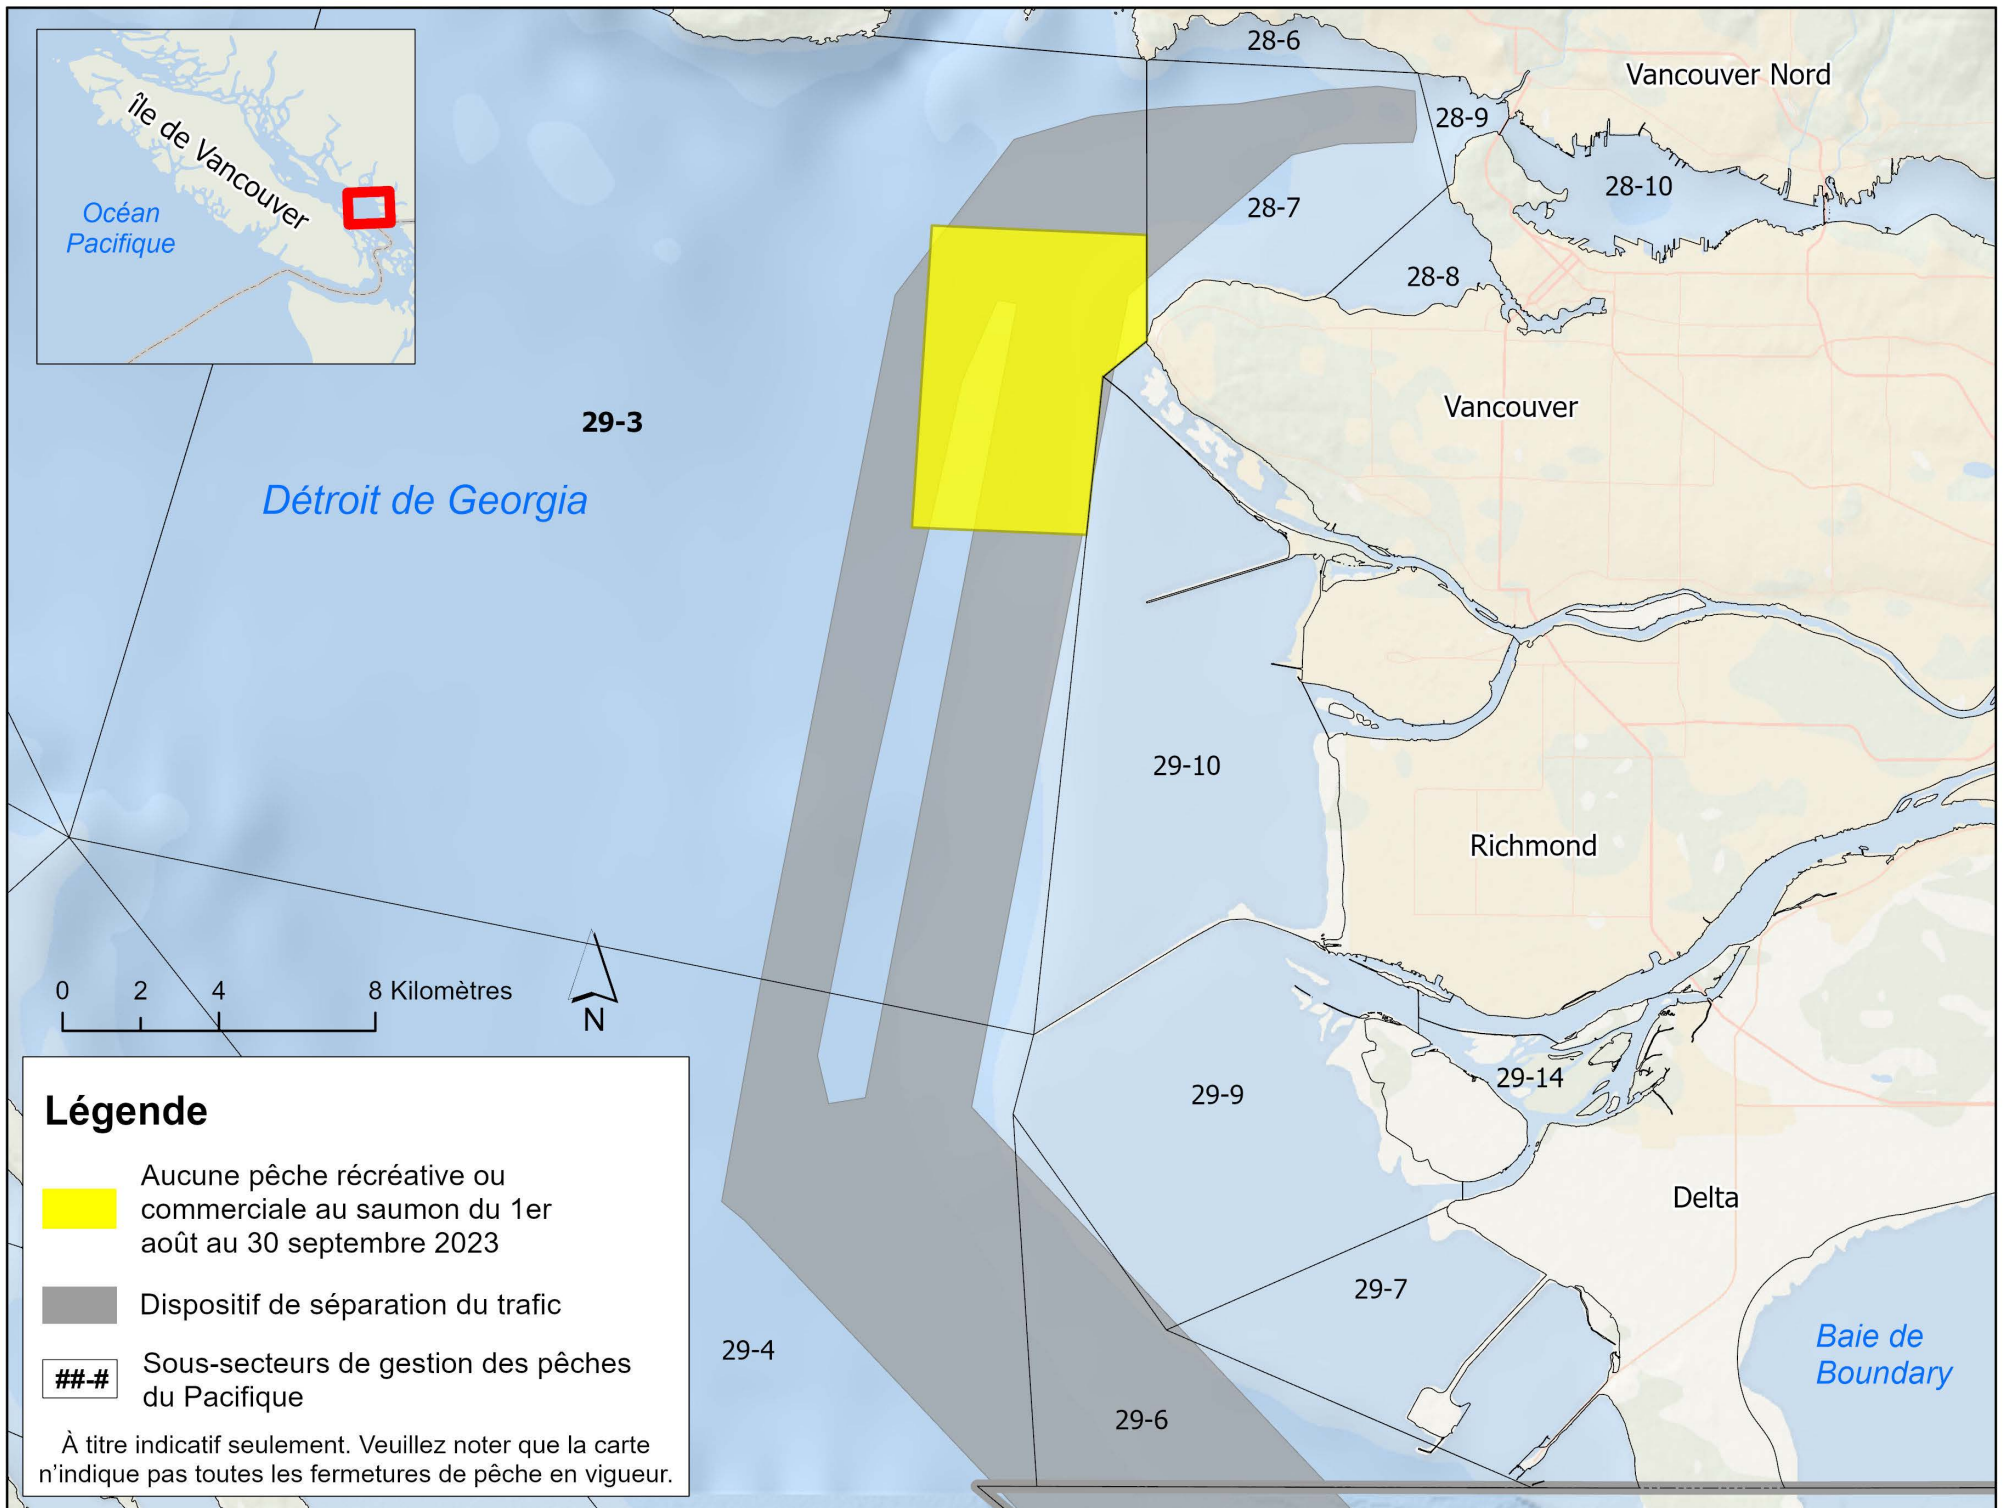 île de Vancouver
Océan
Pacifique
28-6
Vancouver Nord
28-9
28-10
28-7
28-8
29-3
Vancouver
Détroit de Georgia
29-10
Richmond
0 2 4 8 Kilomètres
N
29-14
29-9
Delta
29-7
29-4
29-6
Baie de
Boundary
Légende
Aucune pêche récréative ou
commerciale au saumon du 1er
août au 30 septembre 2023
Dispositif de séparation du trafic
##-#
Sous-secteurs de gestion des pêches
du Pacifique
À titre indicatif seulement. Veuillez noter que la carte
n'indique pas toutes les fermetures de pêche en vigueur.